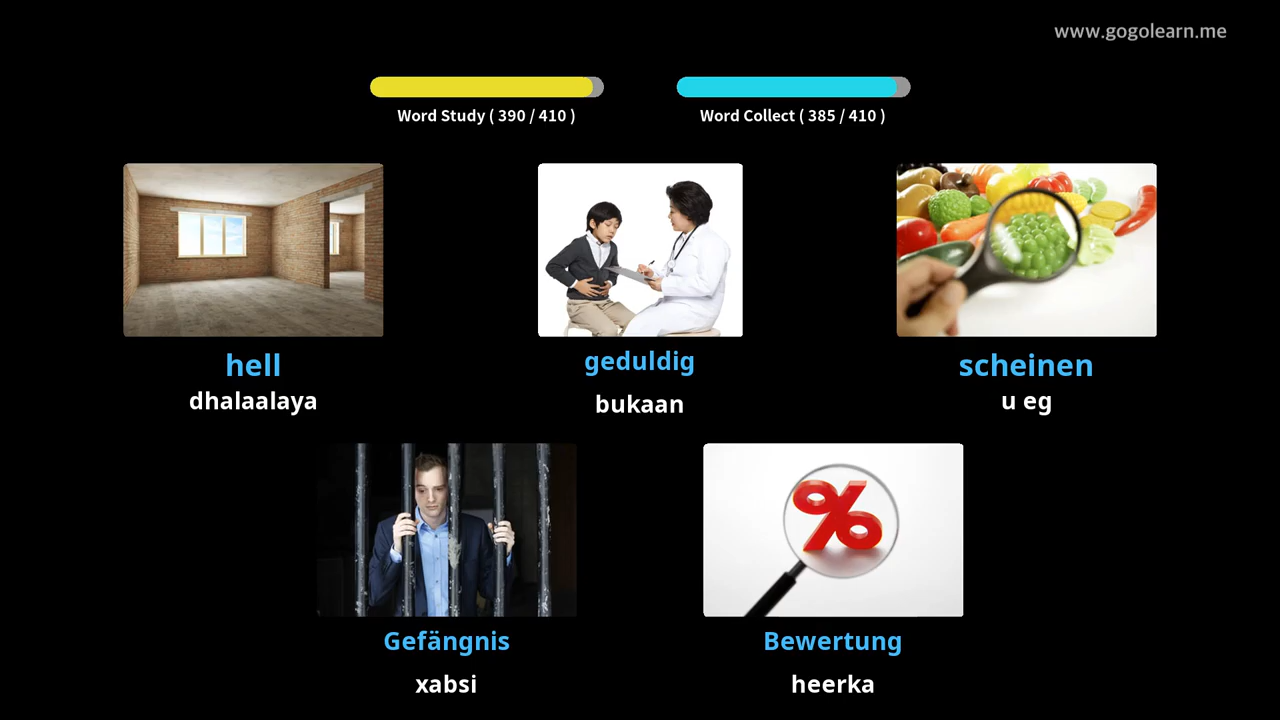 www.gogolearn.me
Word Study ( 390 / 410 )
Word Collect ( 385 / 410 )
hell
dhalaalaya
geduldig
bukaan
scheinen
u eg
Gefängnis
xabsi
Bewertung
heerka